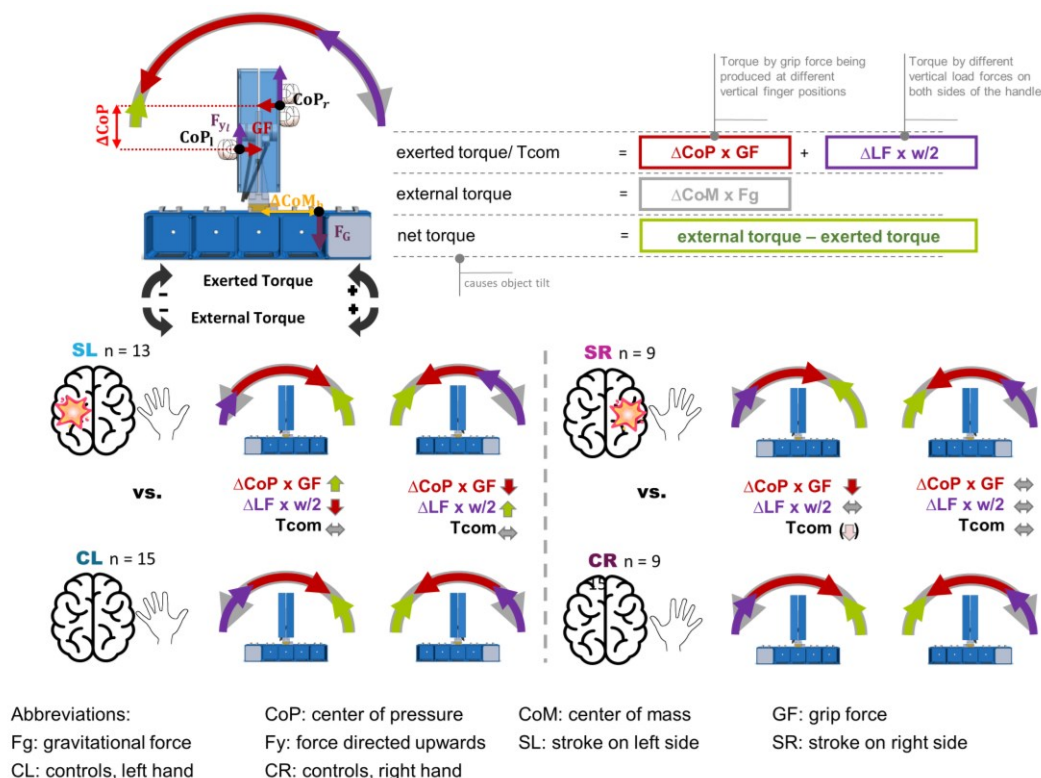 Torque by grip force being
produced at different
vertical finger positions
Torque by different
vertical load forces on
both sides of the handle
CoPr
ΔCoP
Fyl
GF
CoPl
ΔCoMh
FG
exerted torque/ Tcom = ΔCoP x GF + ΔLF x w/2
external torque = ΔCoM x Fg
net torque = external torque – exerted torque
causes object tilt
- Exerted Torque +
- External Torque +
SL n = 13
SR n = 9
vs.
ΔCoP x GF
ΔLF x w/2
Tcom
ΔCoP x GF
ΔLF x w/2
Tcom
vs.
ΔCoP x GF
ΔLF x w/2
Tcom ( )
ΔCoP x GF
ΔLF x w/2
Tcom
CL n = 15
CR n = 9
15
Abbreviations: CoP: center of pressure CoM: center of mass GF: grip force
Fg: gravitational force Fy: force directed upwards SL: stroke on left side SR: stroke on right side
CL: controls, left hand CR: controls, right hand